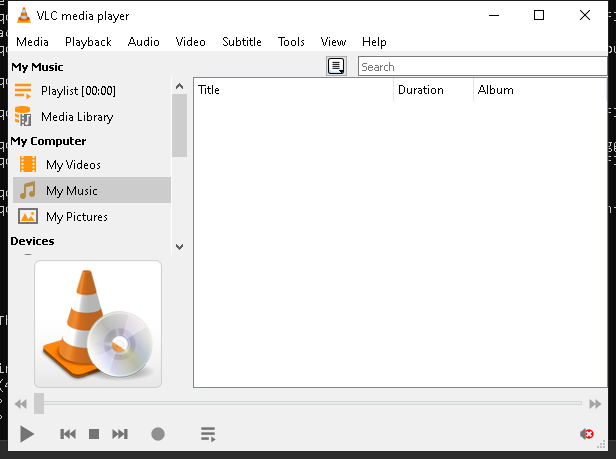 VLC media player
Media Playback Audio Video Subtitle Tools View Help
My Music
Search
Playlist [00:00]
Title Duration Album
Media Library
My Computer
My Videos
My Music
My Pictures
Devices